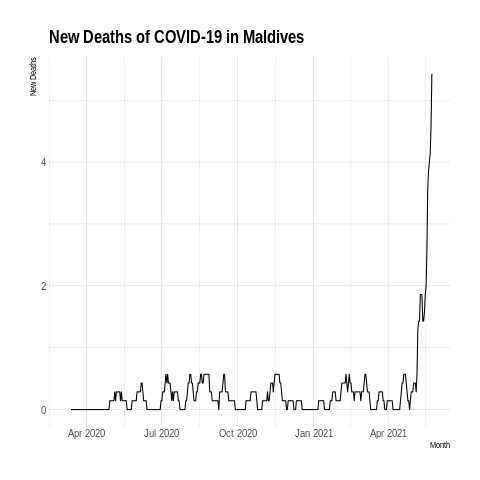 New Deaths of COVID-19 in Maldives
New Deaths
4
2
0
Apr 2020 Jul 2020 Oct 2020 Jan 2021 Apr 2021
Month